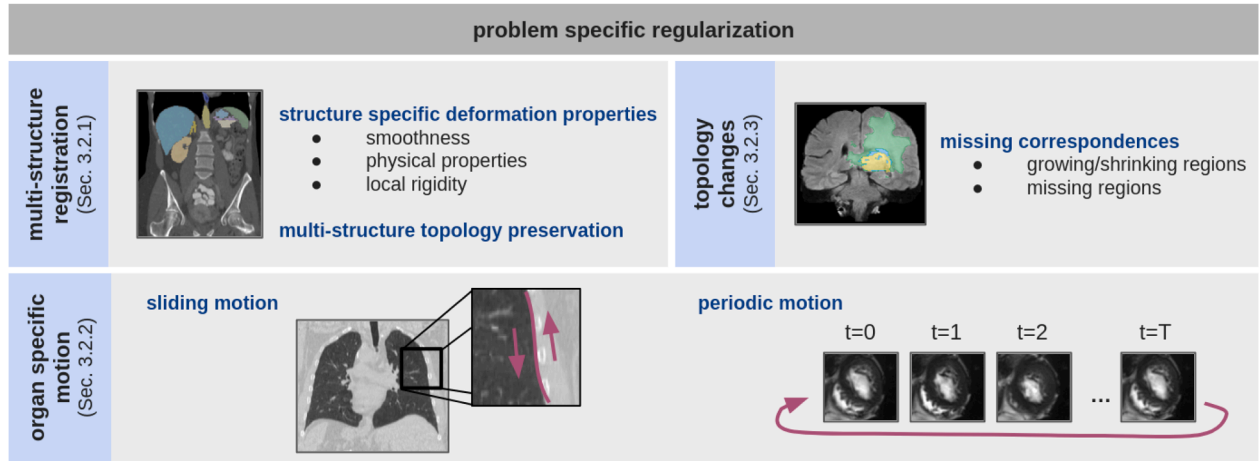 problem specific regularization
multi-structure
registration
(Sec. 3.2.1)
structure specific deformation properties
● smoothness
● physical properties
● local rigidity
multi-structure topology preservation
topology
changes
(Sec. 3.2.3)
missing correspondences
● growing/shrinking regions
● missing regions
organ specific
motion
(Sec. 3.2.2)
sliding motion
periodic motion
t=0 t=1 t=2 t=T
...